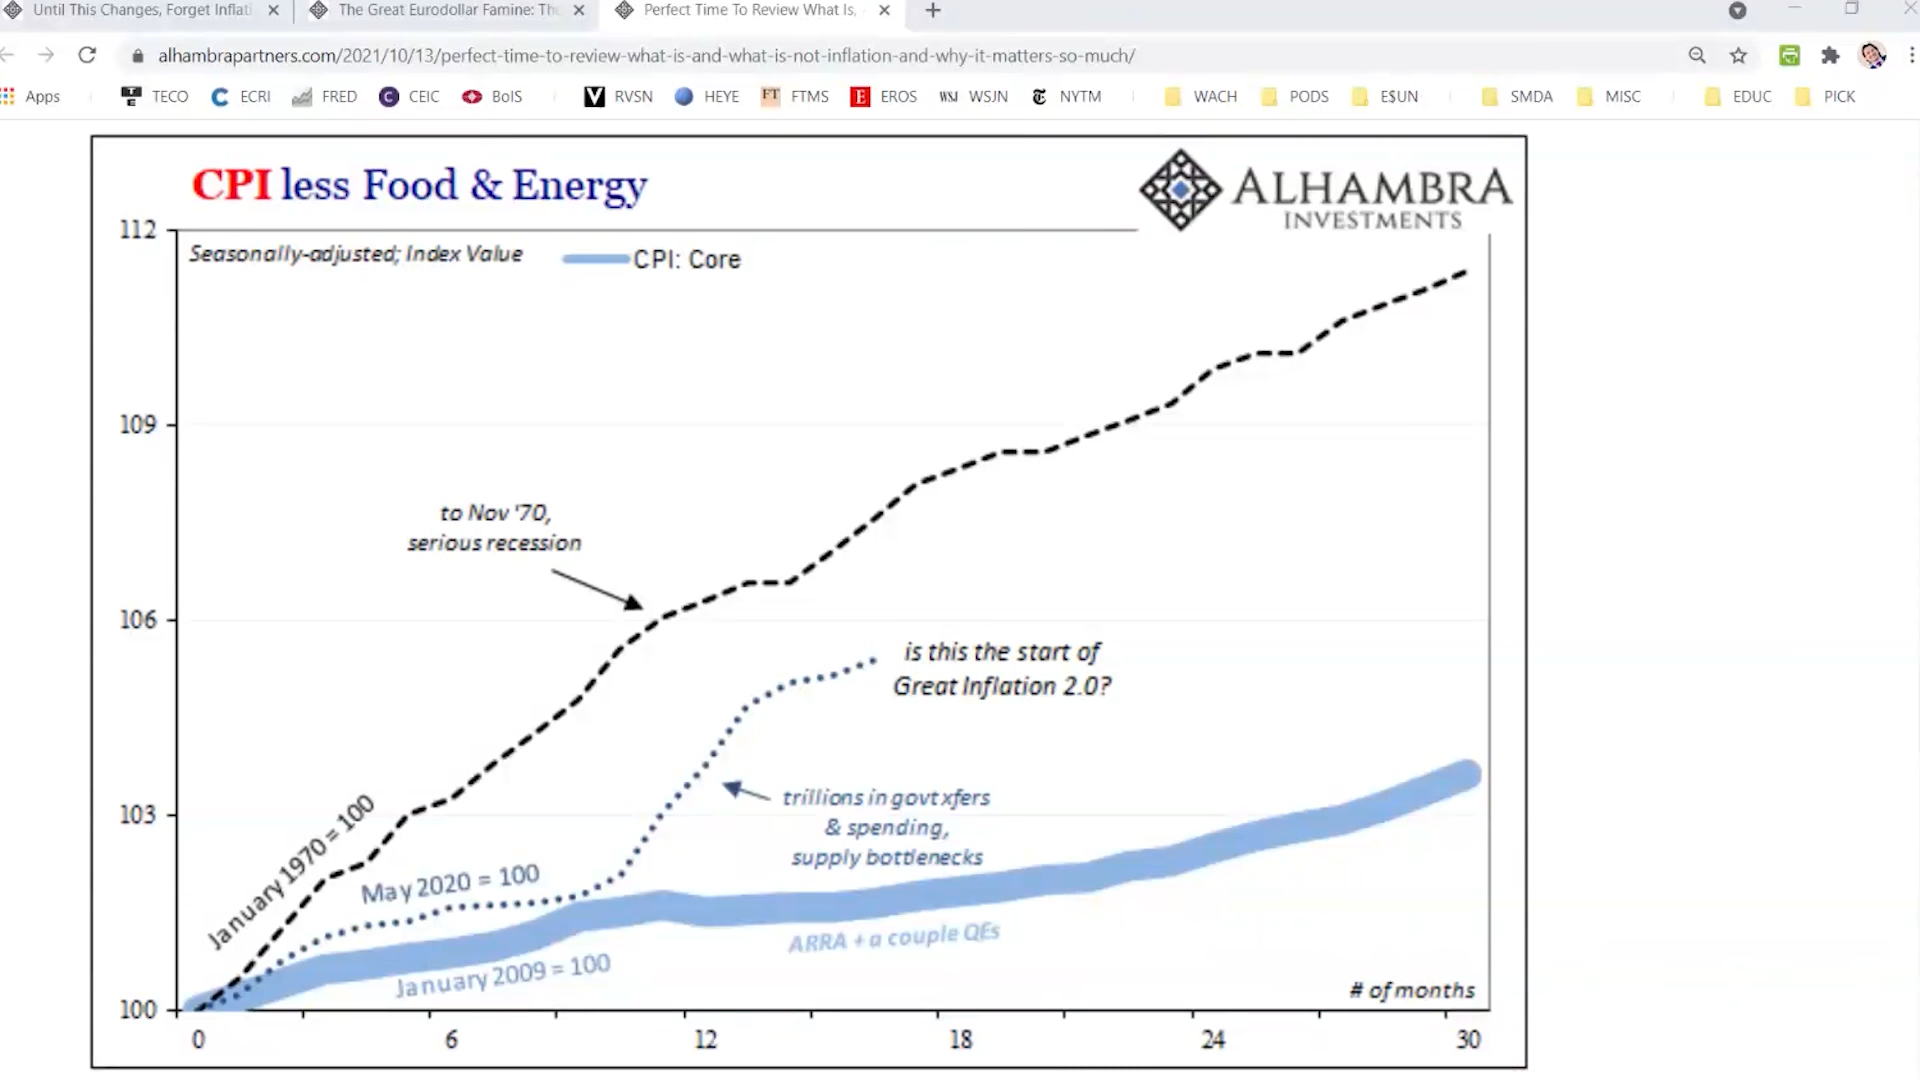 Until This Changes, Forget Inflati
The Great Eurodollar Famine: The
Perfect Time To Review What Is,
alhambrapartners.com/2021/10/13/perfect-time-to-review-what-is-and-what-is-not-inflation-and-why-it-matters-so-much/
Apps TECO ECRI FRED CEIC BoIS RVSN HEYE FTMS EROS WSJN NYTM WACH PODS E$UN SMDA MISC EDUC PICK
CPI less Food & Energy
ALHAMBRA
INVESTMENTS
Seasonally-adjusted; Index Value
CPI: Core
112
109
106
103
100
to Nov '70,
serious recession
is this the start of
Great Inflation 2.0?
trillions in govt xfers
& spending,
supply bottlenecks
January 1970 = 100
May 2020 = 100
January 2009 = 100
ARRA + a couple QEs
# of months
0 6 12 18 24 30